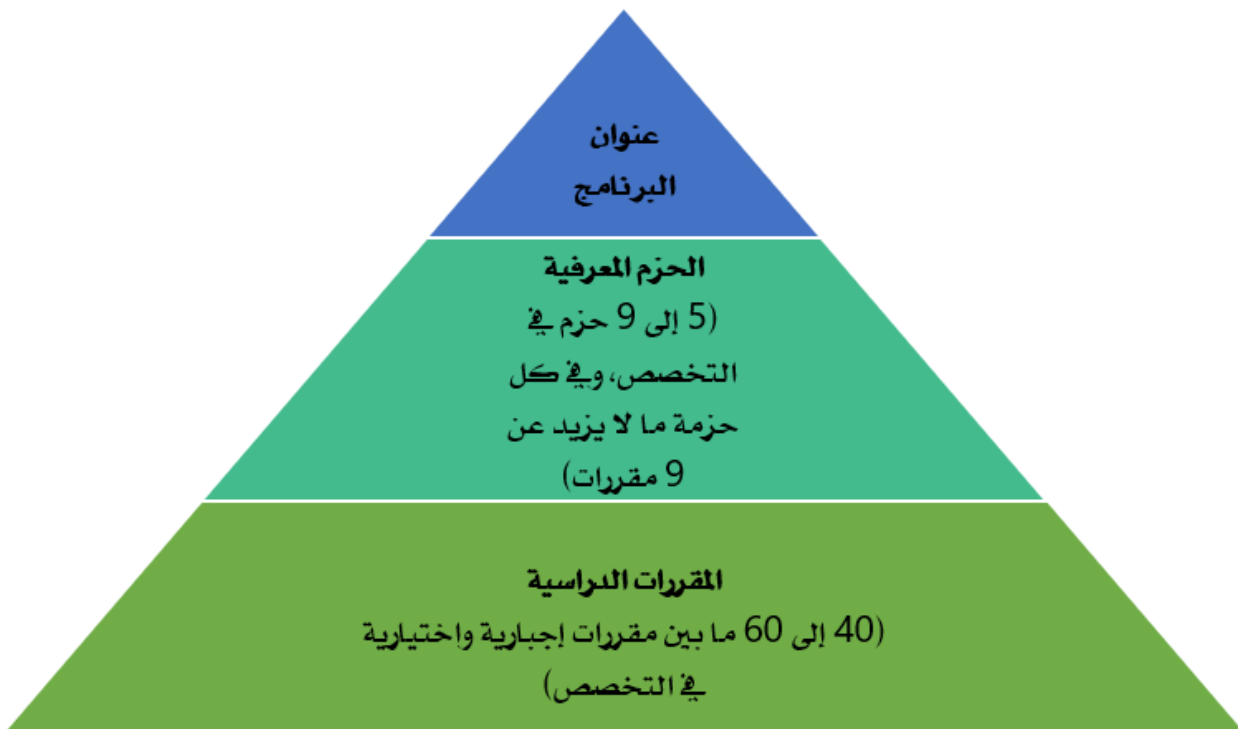 عنوان
البرنامج
الحزم المعرفية
(5 إلى 9 حزم في
التخصص، وفي كل
حزمة ما لا يزيد عن
9 مقررات)
المقررات الدراسية
(40 إلى 60 ما بين مقررات إجبارية واختيارية
في التخصص)